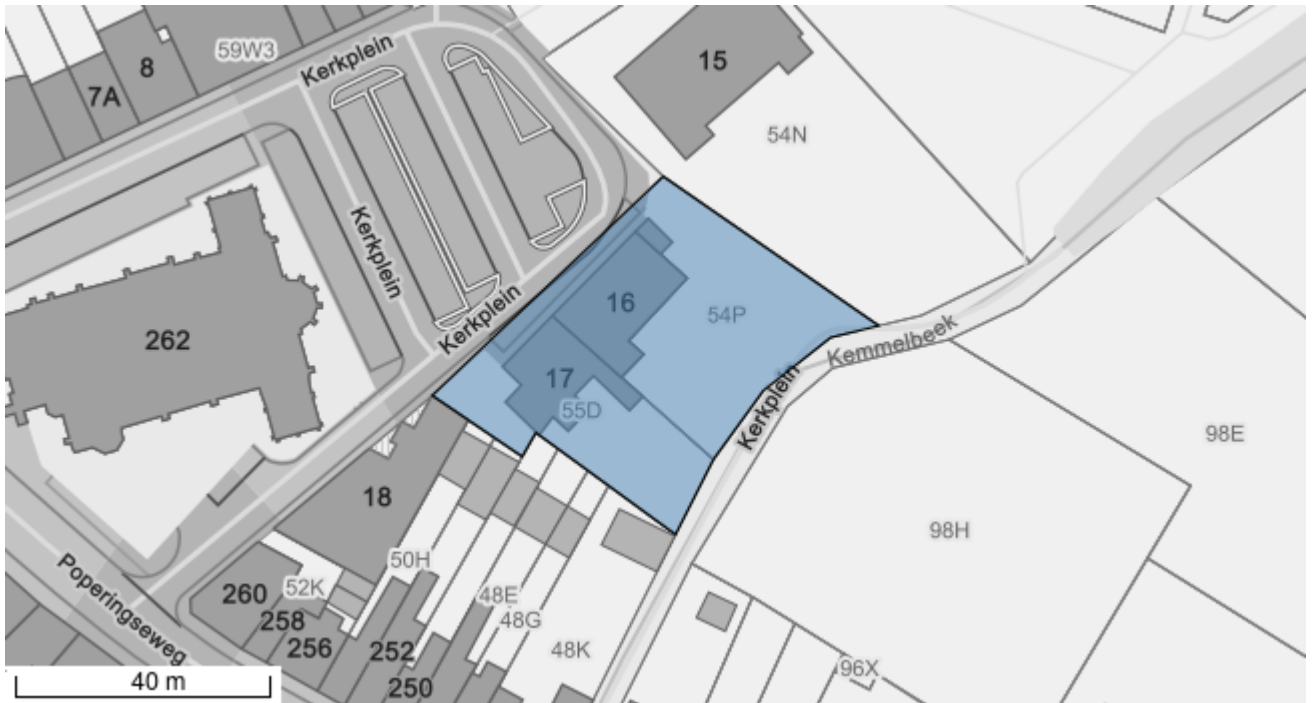 59W3
Kerkplein
8
7A
15
54N
Kerkplein
262
Kerkplein
16
54P
17
55D
Kemmelbeek
Kerkplein
98E
18
98H
50H
Poperingseweg
260
52K
258
256
252
250
48E
48G
48K
96X
40 m